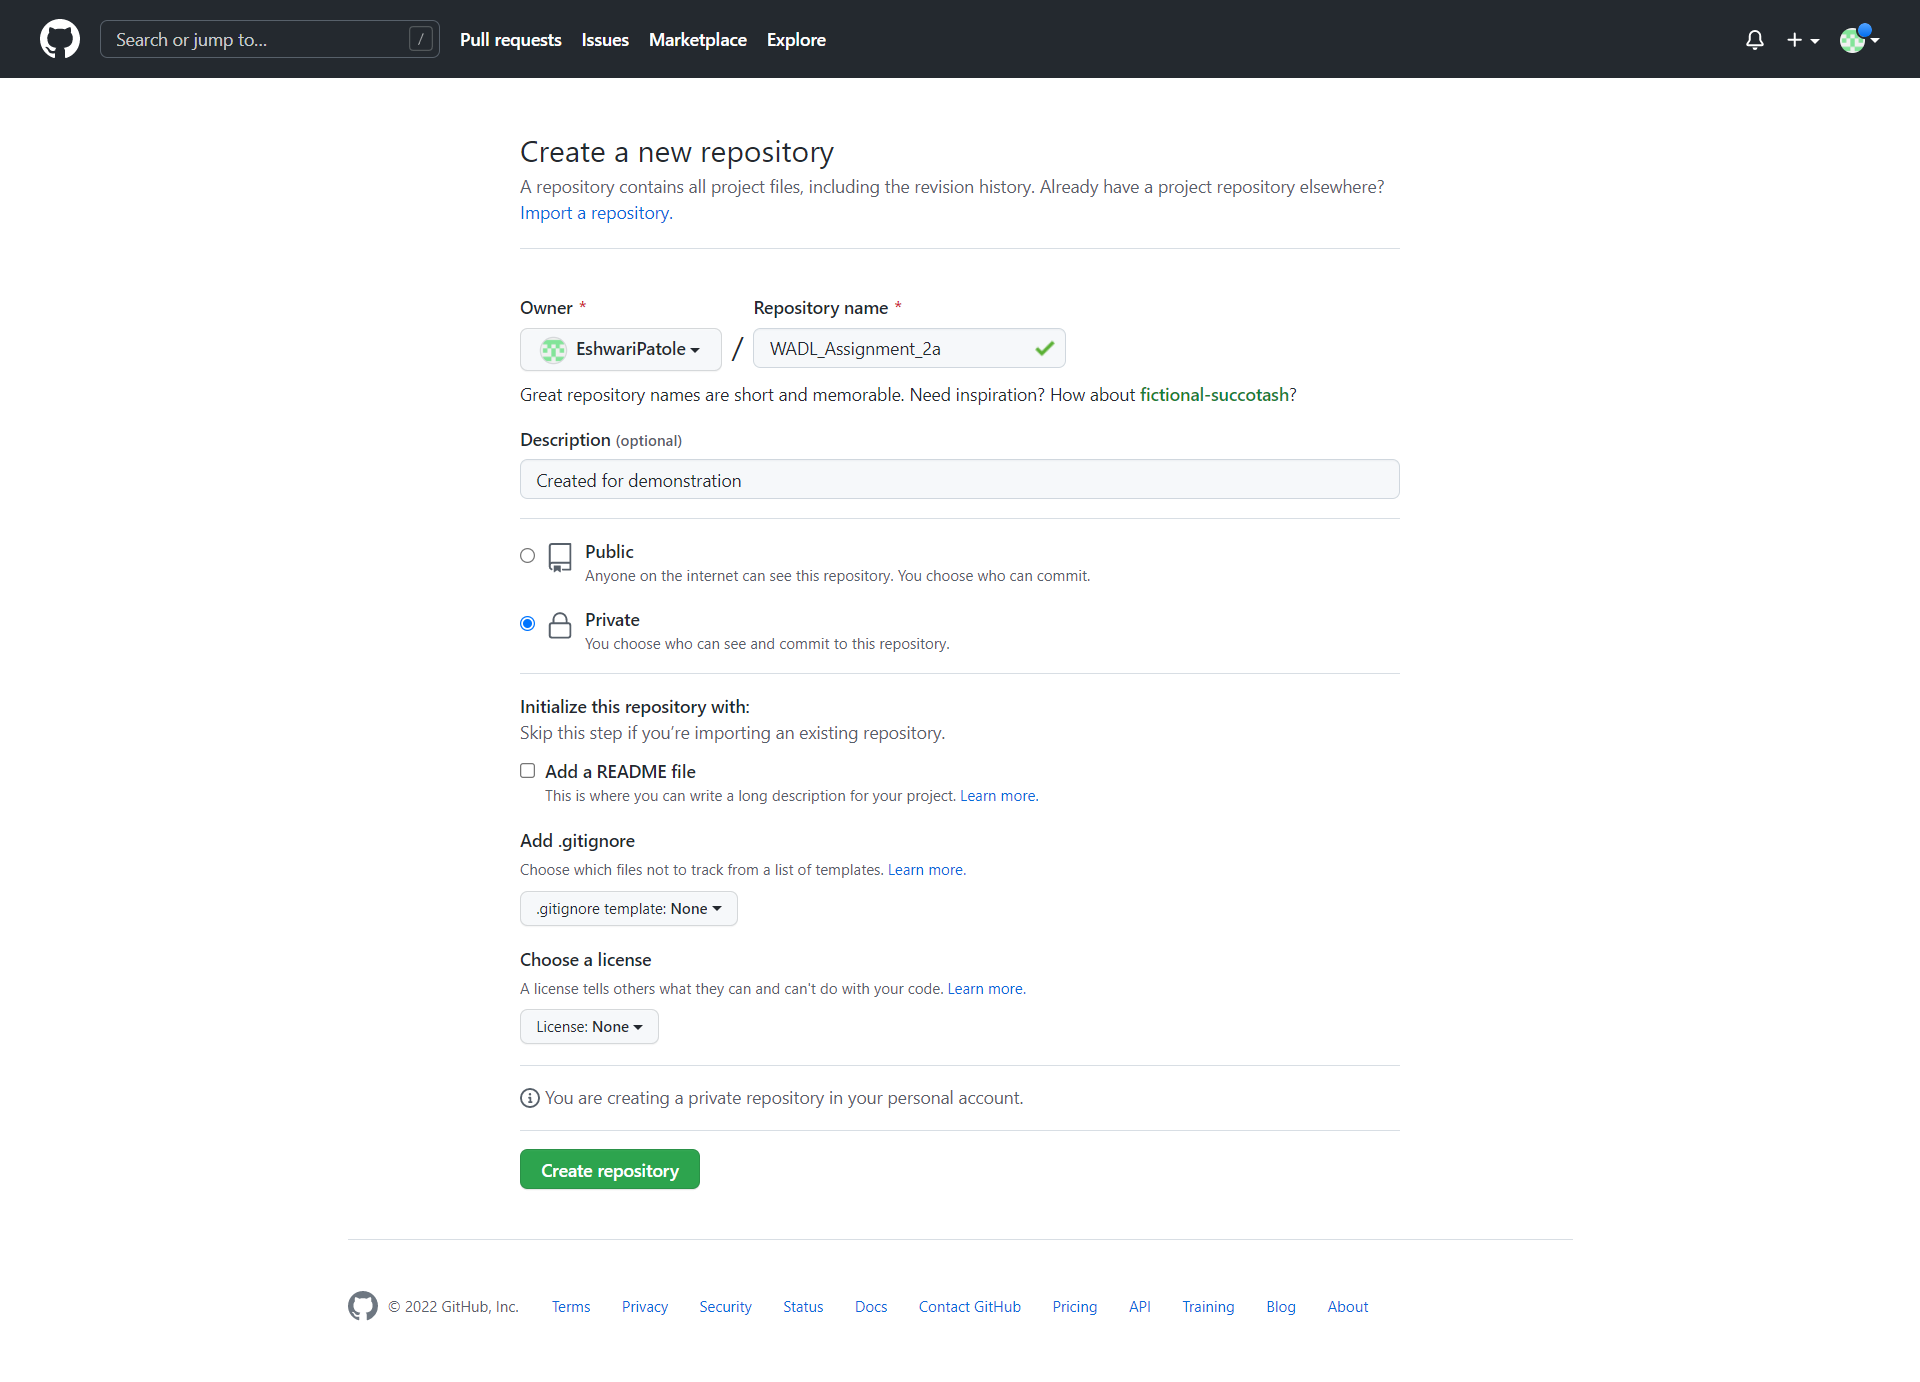 Search or jump to... /
Pull requests Issues Marketplace Explore
Create a new repository
A repository contains all project files, including the revision history. Already have a project repository elsewhere?
Import a repository.
Owner * Repository name *
EshwariPatole / WADL_Assignment_2a
Great repository names are short and memorable. Need inspiration? How about fictional-succotash?
Description (optional)
Created for demonstration
Public
Anyone on the internet can see this repository. You choose who can commit.
Private
You choose who can see and commit to this repository.
Initialize this repository with:
Skip this step if you’re importing an existing repository.
Add a README file
This is where you can write a long description for your project. Learn more.
Add .gitignore
Choose which files not to track from a list of templates. Learn more.
.gitignore template: None
Choose a license
A license tells others what they can and can't do with your code. Learn more.
License: None
You are creating a private repository in your personal account.
Create repository
© 2022 GitHub, Inc. Terms Privacy Security Status Docs Contact GitHub Pricing API Training Blog About